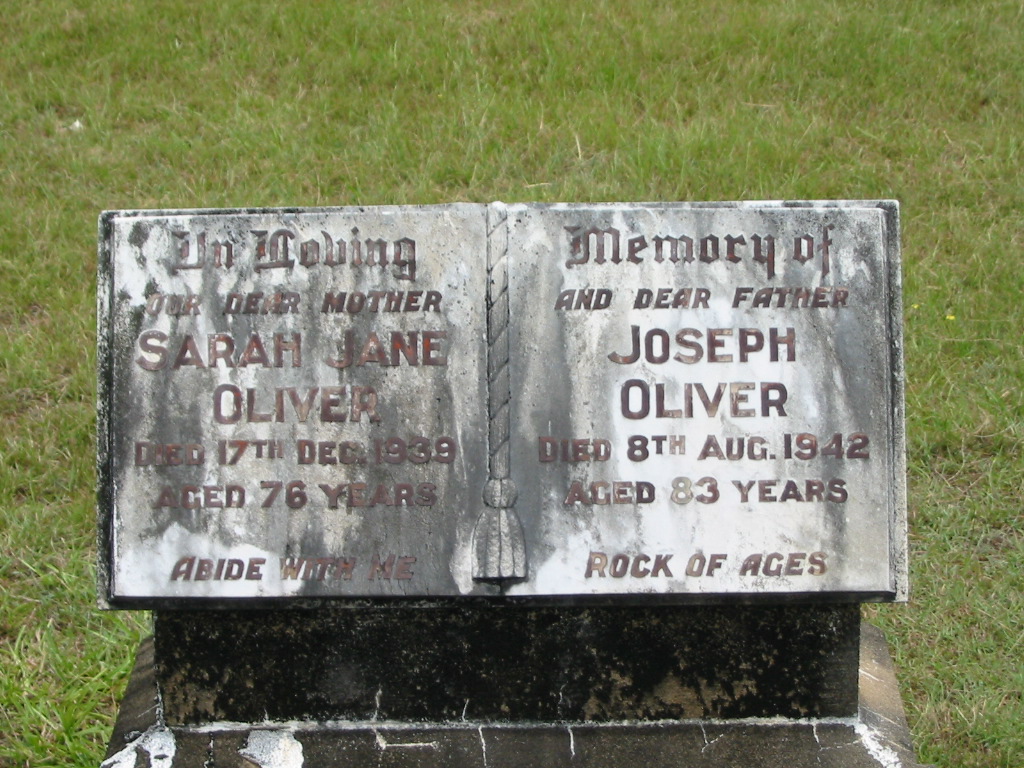 In Loving
OUR DEAR MOTHER
SARAH JANE
OLIVER
DIED 17TH DEC. 1939
AGED 76 YEARS
ABIDE WITH ME
Memory of
AND DEAR FATHER
JOSEPH
OLIVER
DIED 8TH AUG. 1942
AGED 83 YEARS
ROCK OF AGES